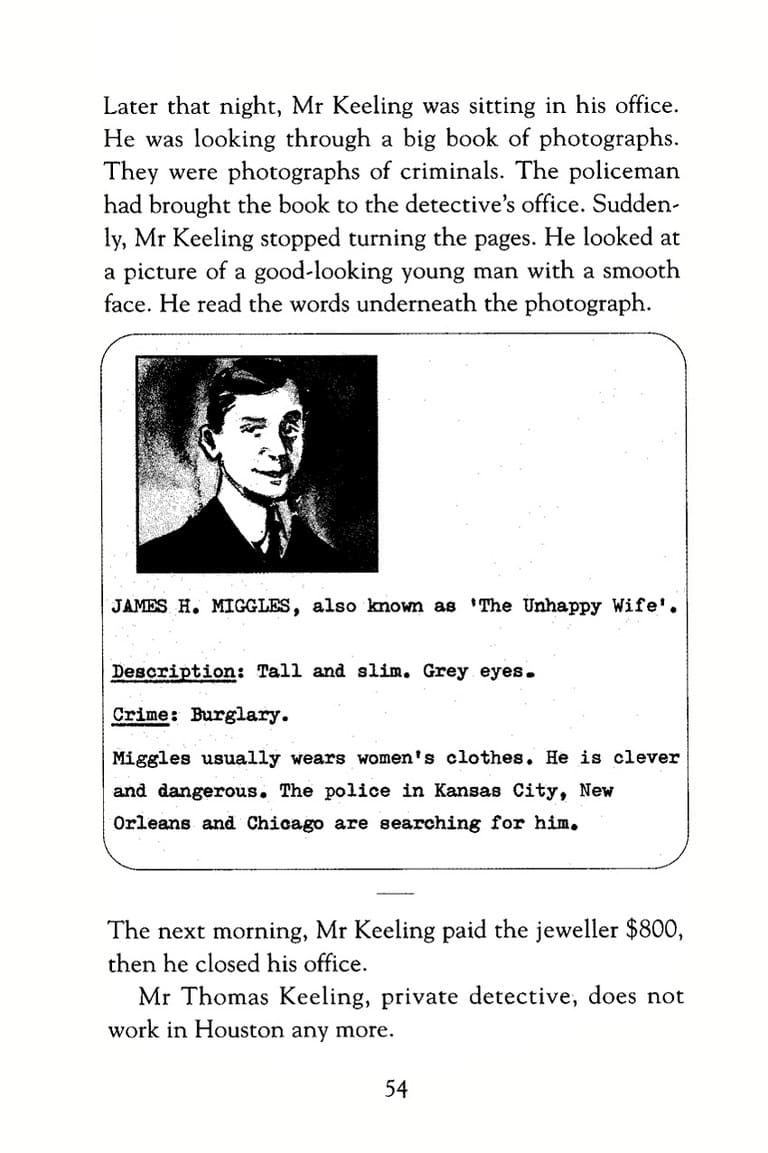 Later that night, Mr Keeling was sitting in his office.
He was looking through a big book of photographs.
They were photographs of criminals. The policeman
had brought the book to the detective's office. Sudden-
ly, Mr Keeling stopped turning the pages. He looked at
a picture of a good-looking young man with a smooth
face. He read the words underneath the photograph.
JAMES H. MIGGLES, also known as 'The Unhappy Wife'.
Description: Tall and slim. Grey eyes.
Crime: Burglary.
Miggles usually wears women's clothes. He is clever
and dangerous. The police in Kansas City, New
Orleans and Chicago are searching for him.
The next morning, Mr Keeling paid the jeweller $800,
then he closed his office.
Mr Thomas Keeling, private detective, does not
work in Houston any more.
54